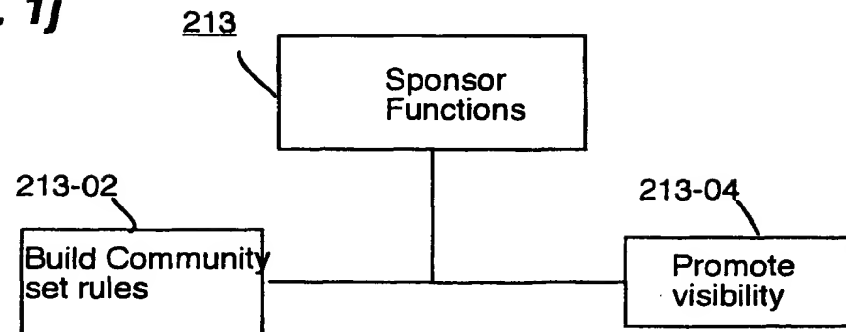 . 1j
213
Sponsor
Functions
213-02
213-04
Build Community
set rules
Promote
visibility